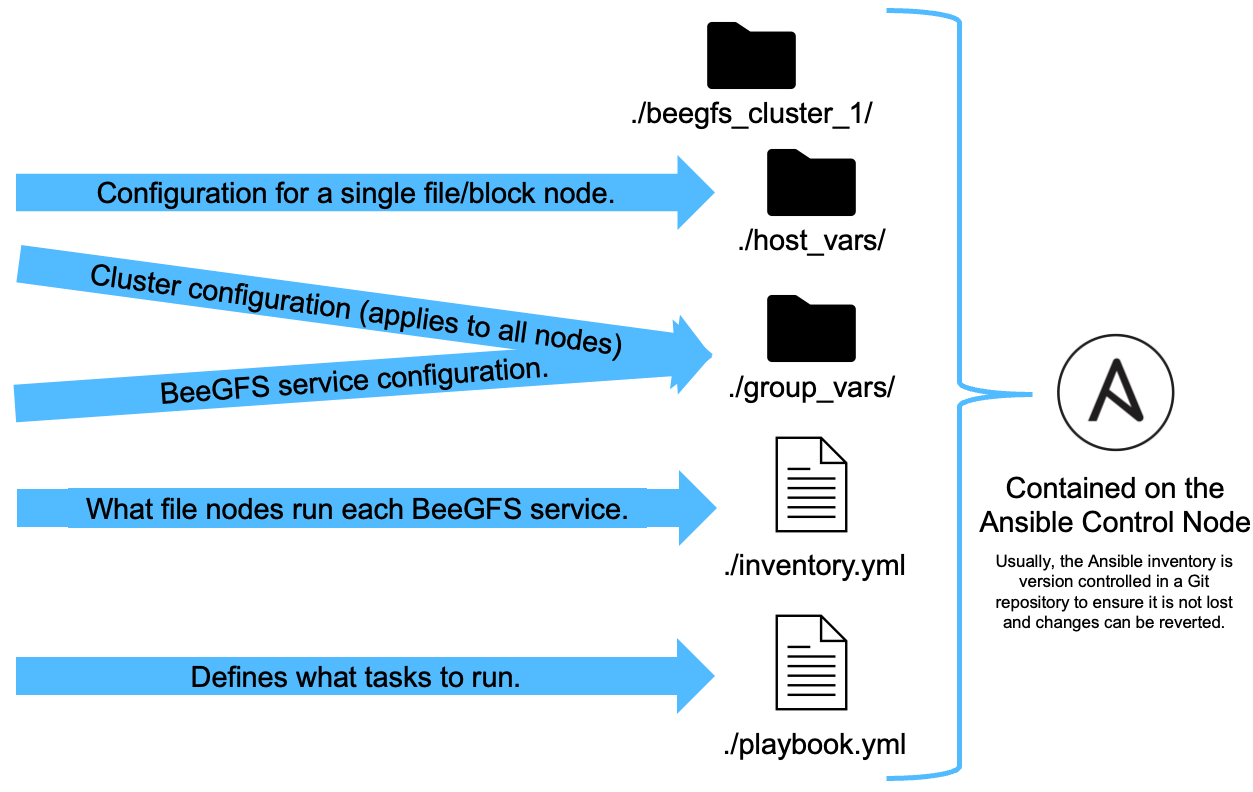 ./beegfs_cluster_1/
Configuration for a single file/block node.
./host_vars/
Cluster configuration (applies to all nodes)
BeeGFS service configuration.
./group_vars/
What file nodes run each BeeGFS service.
./inventory.yml
Defines what tasks to run.
./playbook.yml
Contained on the
Ansible Control Node
Usually, the Ansible inventory is
version controlled in a Git
repository to ensure it is not lost
and changes can be reverted.